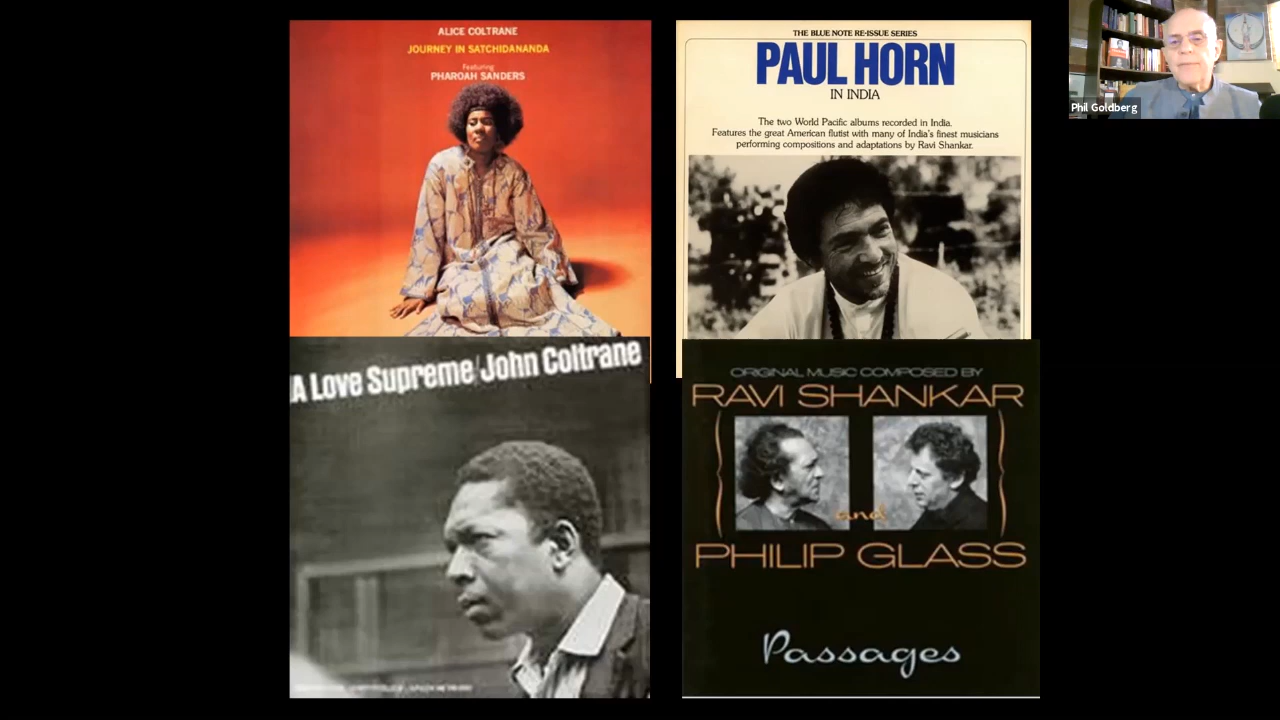 ALICE COLTRANE
JOURNEY IN SATCHIDANANDA
Featuring
PHAROAH SANDERS
THE BLUE NOTE RE-ISSUE SERIES
PAUL HORN
IN INDIA
The two World Pacific albums recorded in India.
Features the great American flutist with many of India's finest musicians
performing compositions and adaptations by Ravi Shankar.
Phil Goldberg
A Love Supreme/John Coltrane
ORIGINAL MUSIC COMPOSED BY
RAVI SHANKAR
and
PHILIP GLASS
Passages